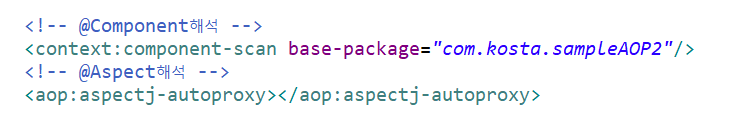 <!-- @Component해석 -->
<context:component-scan base-package="com.kosta.sampleAOP2"/>
<!-- @Aspect해석 -->
<aop:aspectj-autoproxy></aop:aspectj-autoproxy>